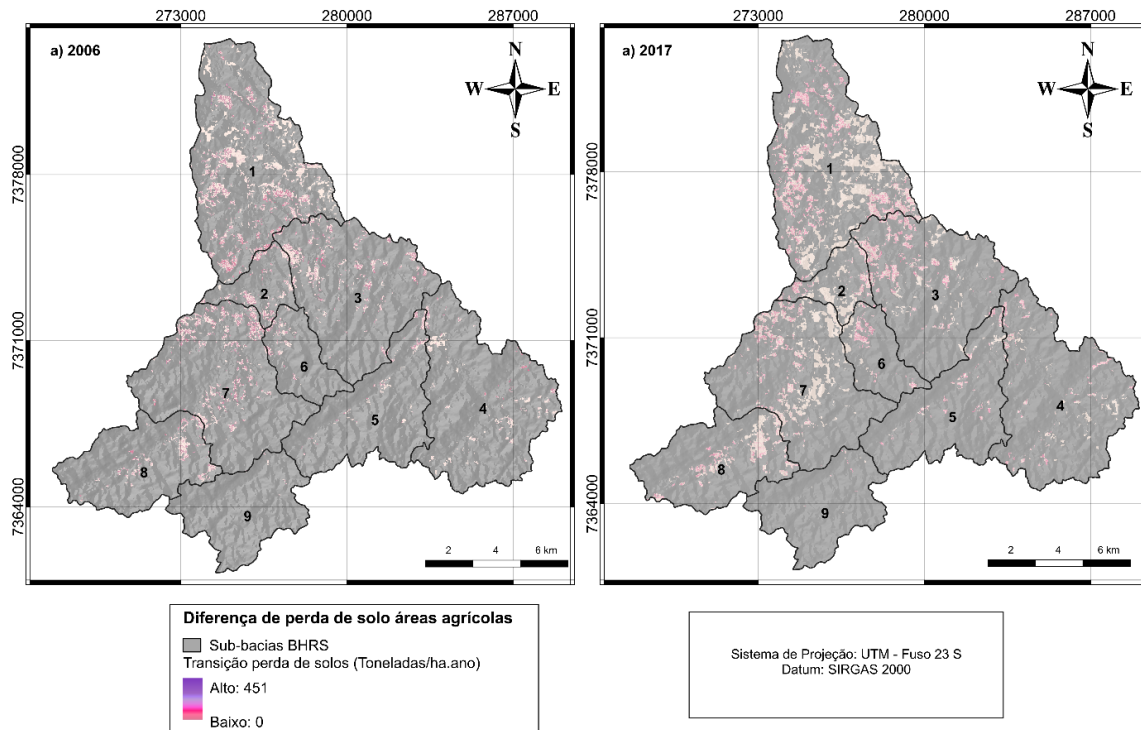 273000 280000 287000
a) 2006
N
W E
S
7378000
7371000
7364000
1
2
3
6
7
4
5
8
9
2 4 6 km
273000 280000 287000
a) 2017
N
W E
S
7378000
7371000
7364000
1
2
3
6
7
4
5
8
9
2 4 6 km
Diferença de perda de solo áreas agrícolas
Sub-bacias BHRS
Transição perda de solos (Toneladas/ha.ano)
Alto: 451
Baixo: 0
Sistema de Projeção: UTM - Fuso 23 S
Datum: SIRGAS 2000